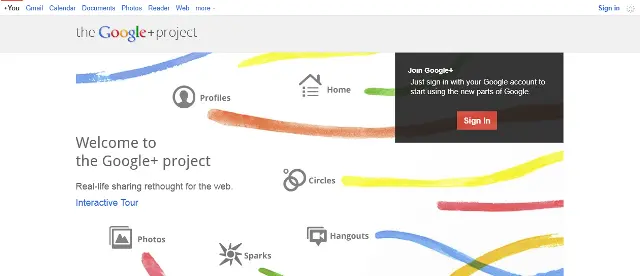 +You Gmail Calendar Documents Photos Reader Web more Sign in
the Google+project
Join Google+
Just sign in with your Google account to
start using the new parts of Google
Sign In
Profiles
Home
Welcome to
the Google+ project
Real-life sharing rethought for the web.
Interactive Tour
Circles
Photos
Sparks
Hangouts